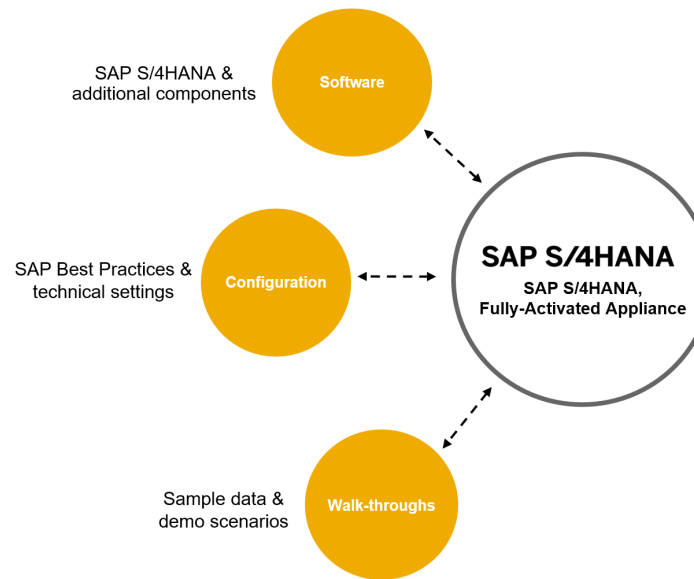 SAP S/4HANA &
additional components
Software
SAP S/4HANA
SAP S/4HANA,
Fully-Activated Appliance
SAP Best Practices &
technical settings
Configuration
Sample data &
demo scenarios
Walk-throughs